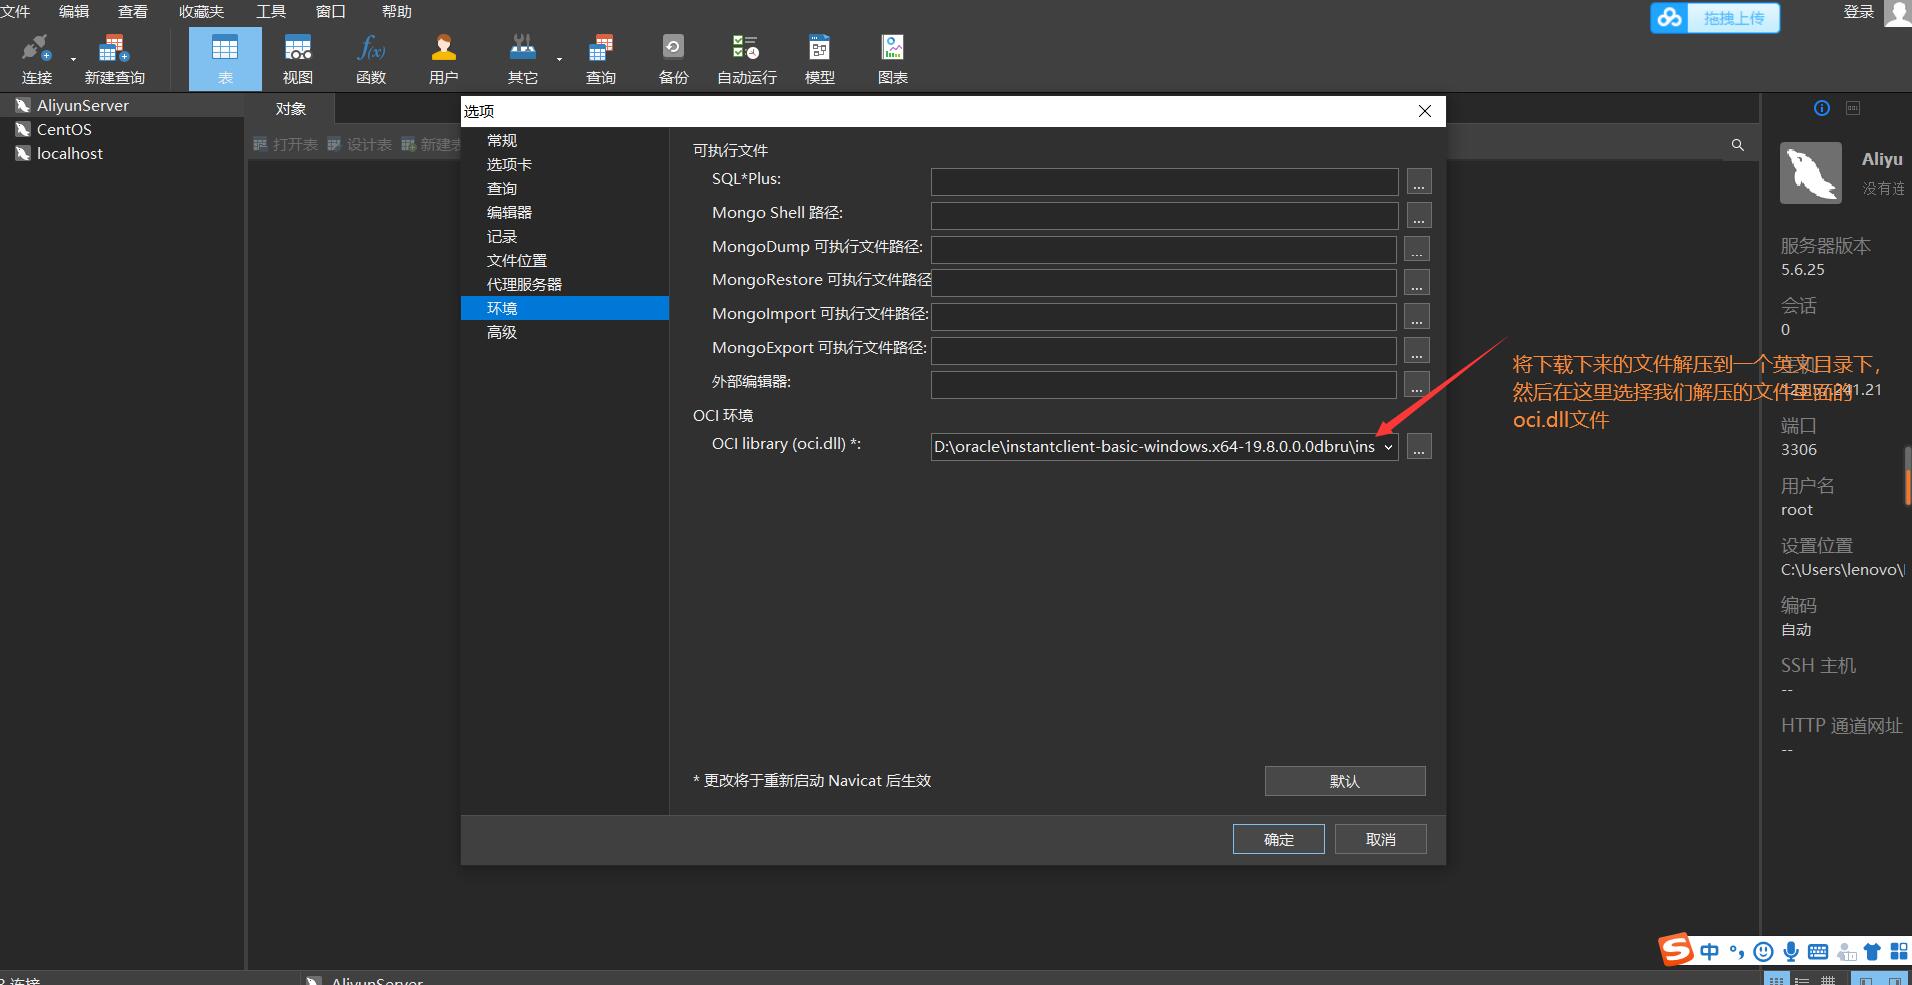 文件 编辑 查看 收藏夹 工具 窗口 帮助
拖拽上传 登录
连接 新建查询 表 视图 函数 用户 其它 查询 备份 自动运行 模型 图表
AliyunServer
CentOS
localhost
对象
打开表 设计表 新建表
选项
常规
选项卡
查询
编辑器
记录
文件位置
代理服务器
环境
高级
可执行文件
SQL*Plus:
...
Mongo Shell 路径:
...
MongoDump 可执行文件路径:
...
MongoRestore 可执行文件路径
...
MongoImport 可执行文件路径:
...
MongoExport 可执行文件路径:
...
外部编辑器:
...
OCI 环境
OCI library (oci.dll) *:
D:\oracle\instantclient-basic-windows.x64-19.8.0.0.0dbru\ins
...
* 更改将于重新启动 Navicat 后生效
默认
确定 取消
将下载下来的文件解压到一个英文目录下,
然后在这里选择我们解压的文件里面的
oci.dll文件
Aliyu
没有连
服务器版本
5.6.25
会话
0
端口
3306
用户名
root
设置位置
C:\Users\lenovo\
编码
自动
SSH 主机
--
HTTP 通道网址
--
中
连接
AliyunServer